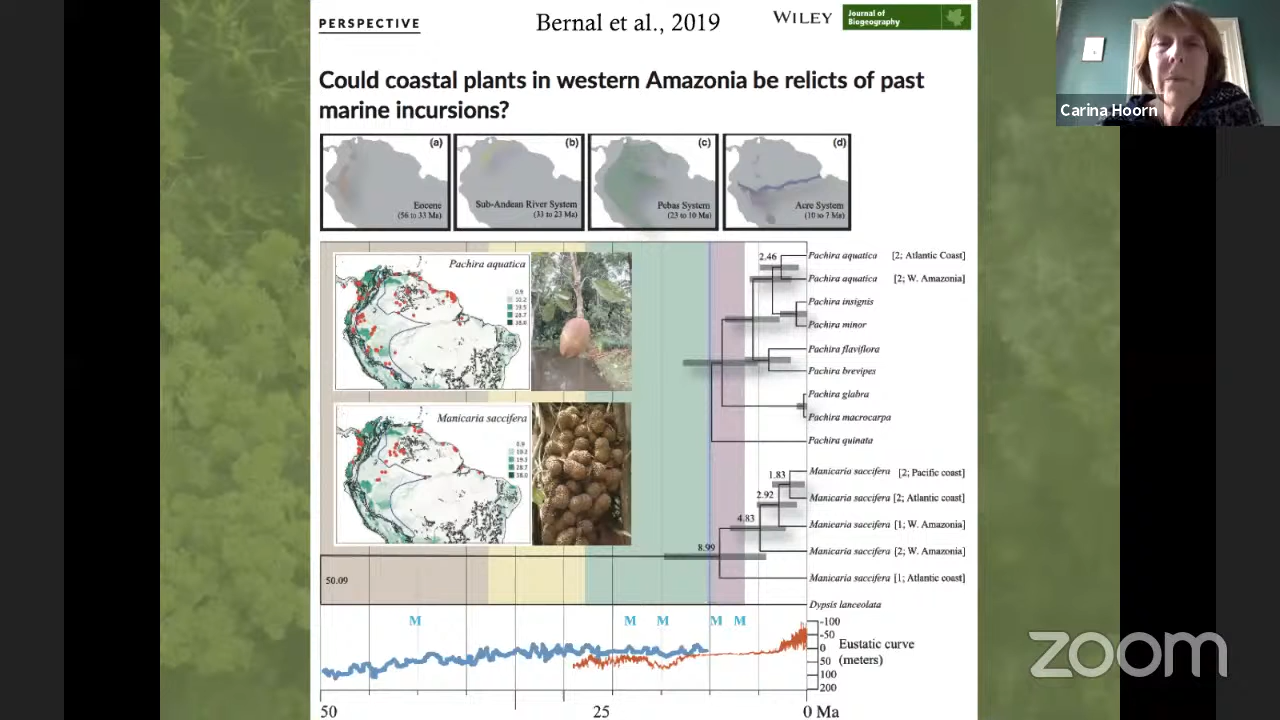 PERSPECTIVE
Bernal et al., 2019
WILEY
Journal of
Biogeography
Carina Hoorn
Could coastal plants in western Amazonia be relicts of past
marine incursions?
(a)
Eocene
(56 to 33 Ma)
(b)
Sub-Andean River System
(33 to 23 Ma)
(c)
Pebas System
(23 to 10 Ma)
(d)
Acre System
(10 to 7 Ma)
Pachira aquatica
Manicaria saccifera
2.46
Pachira aquatica [2; Atlantic Coast]
Pachira aquatica [2; W. Amazonia]
Pachira insignis
Pachira minor
Pachira flaviflora
Pachira brevipes
Pachira glabra
Pachira macrocarpa
Pachira quinata
1.83
Manicaria saccifera [2; Pacific coast]
2.92
Manicaria saccifera [2; Atlantic coast]
4.83
Manicaria saccifera [1; W. Amazonia]
8.99
Manicaria saccifera [2; W. Amazonia]
50.09
Manicaria saccifera [1; Atlantic coast]
Dypsis lanceolata
M M M M M
-100
-50
0
50
100
200
Eustatic curve
(meters)
50 25 0 Ma
zoom